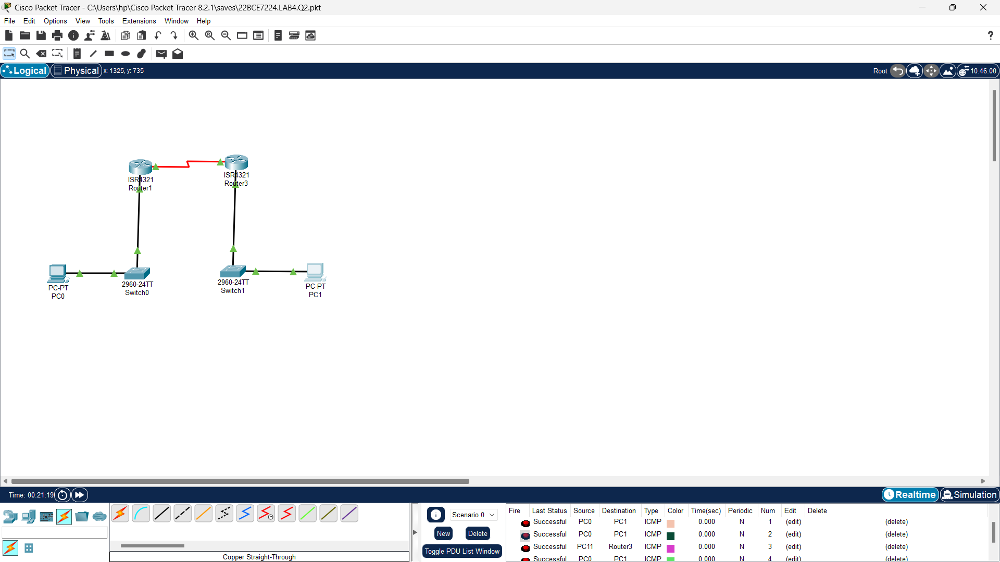 Cisco Packet Tracer - C:\Users\hp\Cisco Packet Tracer 8.2.1\saves\22BCE7224.LAB4.Q2.pkt
File Edit Options View Tools Extensions Window Help
Logical Physical x: 1325, y: 735 Root 10:46:00
ISR4321
Router1
ISR4321
Router3
PC-PT
PC0
2960-24TT
Switch0
2960-24TT
Switch1
PC-PT
PC1
Time: 00:21:19 Realtime Simulation
Scenario 0
New Delete
Toggle PDU List Window
Copper Straight-Through
Fire Last Status Source Destination Type Color Time(sec) Periodic Num Edit Delete
Successful PC0 PC1 ICMP 0.000 N 1 (edit) (delete)
Successful PC0 PC1 ICMP 0.000 N 2 (edit) (delete)
Successful PC11 Router3 ICMP 0.000 N 3 (edit) (delete)
Successful PC0 PC1 ICMP 0.000 N 4 (edit) (delete)